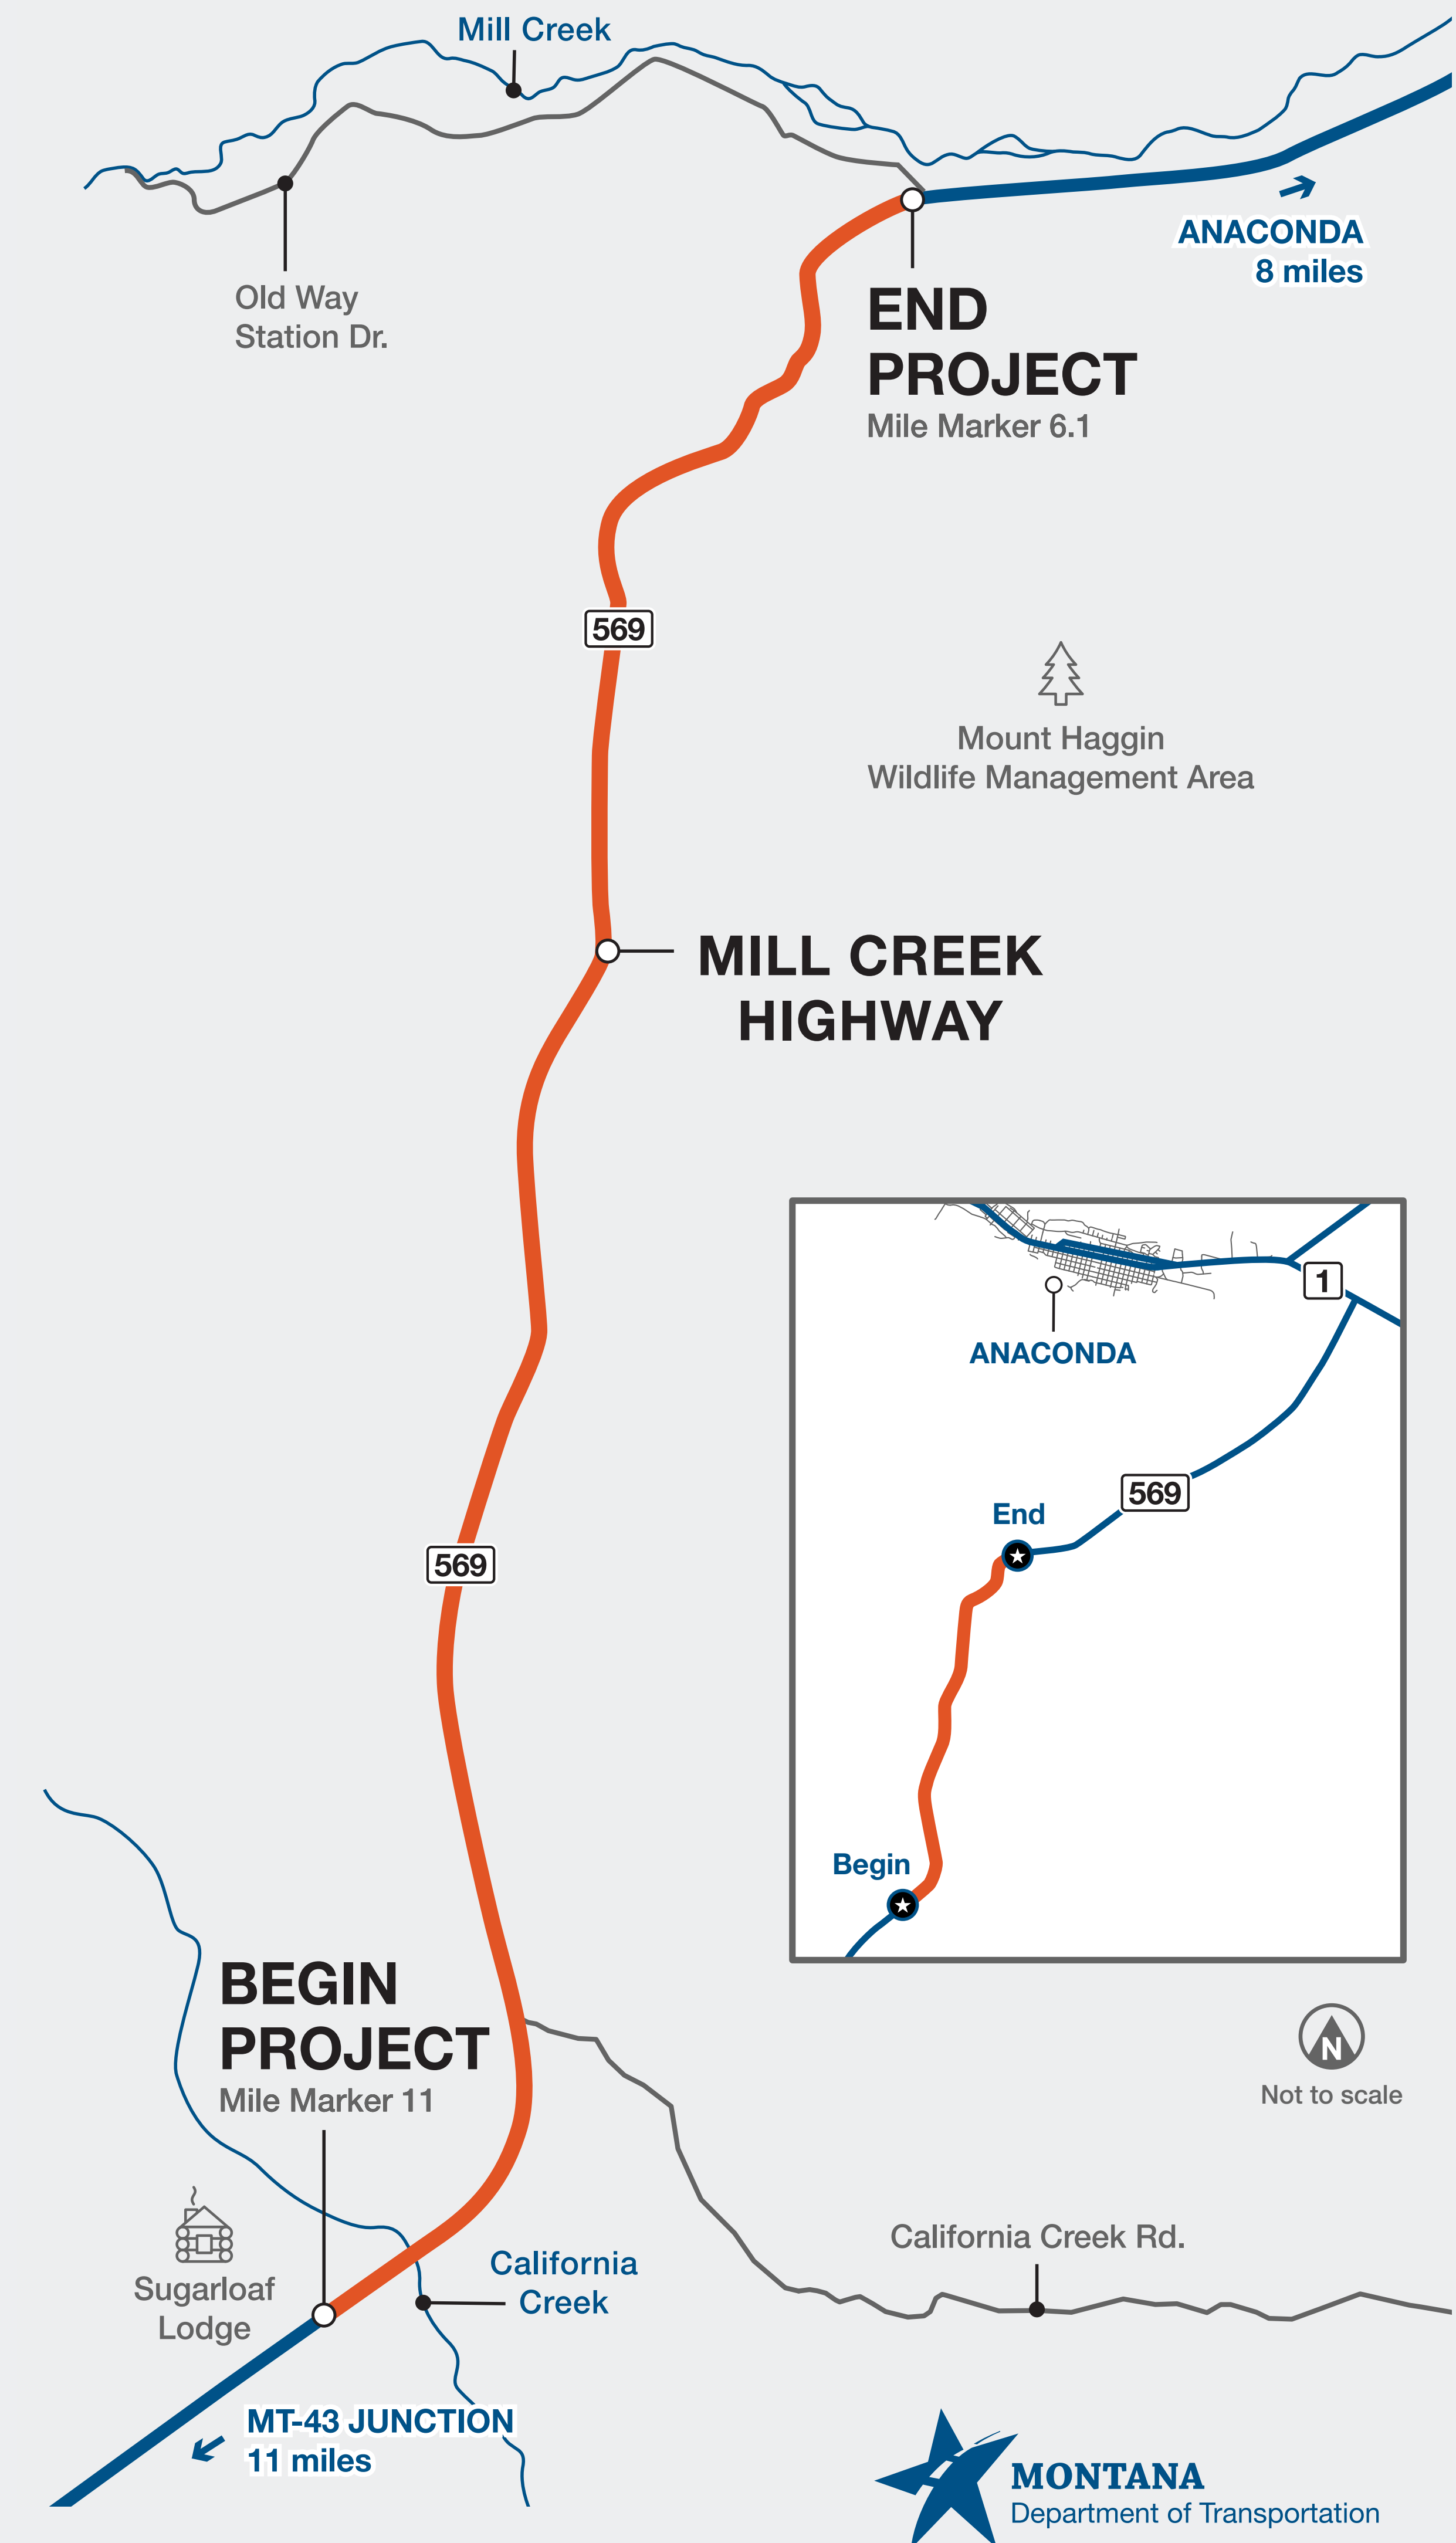 Mill Creek
ANACONDA
8 miles
Old Way
Station Dr.
END
PROJECT
Mile Marker 6.1
569
Mount Haggin
Wildlife Management Area
MILL CREEK
HIGHWAY
1
ANACONDA
569
End
569
Begin
BEGIN
PROJECT
Mile Marker 11
N
Not to scale
California Creek Rd.
California
Creek
Sugarloaf
Lodge
MT-43 JUNCTION
11 miles
MONTANA
Department of Transportation